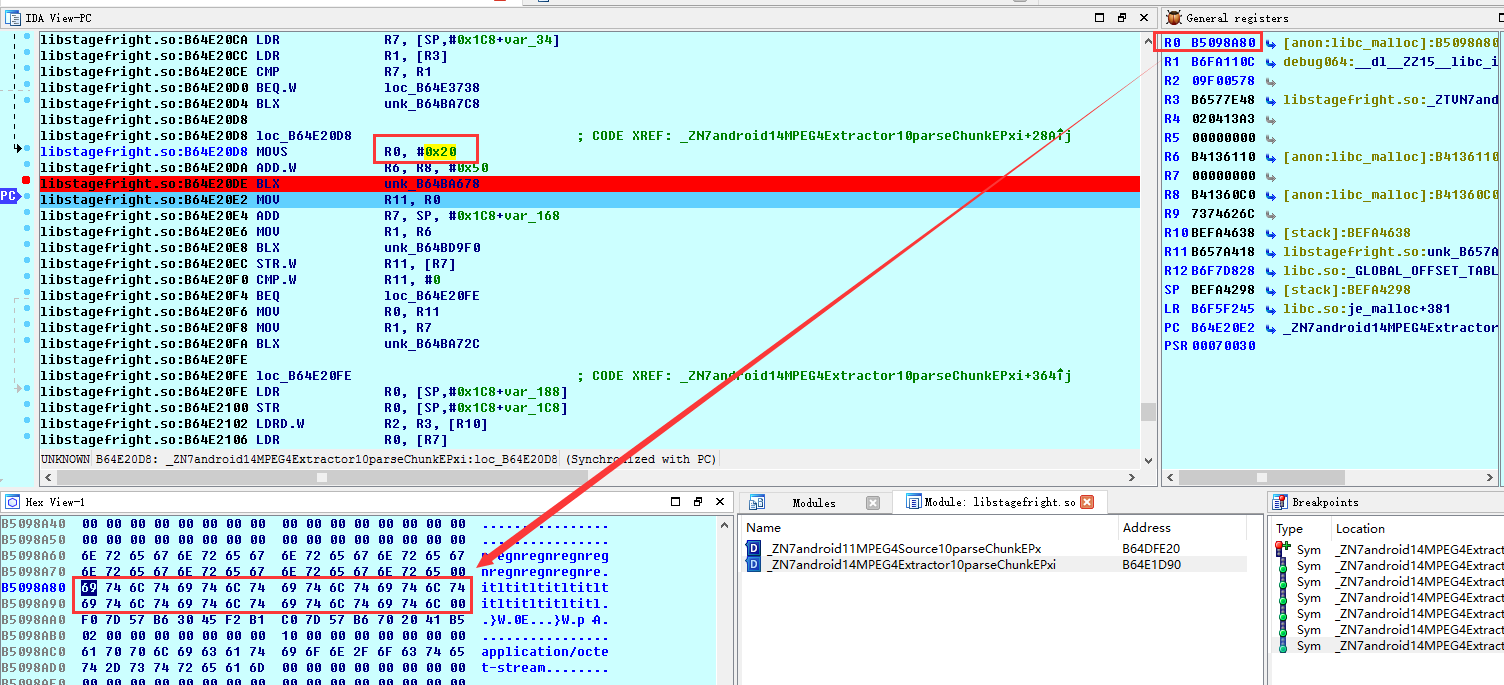 IDA View-PC
libstagefright.so:B64E20CA LDR R7, [SP,#0x1C8+var_34]
libstagefright.so:B64E20CC LDR R1, [R3]
libstagefright.so:B64E20CE CMP R7, R1
libstagefright.so:B64E20D0 BEQ.W loc_B64E3738
libstagefright.so:B64E20D4 BLX unk_B64BA7C8
libstagefright.so:B64E20D8
libstagefright.so:B64E20D8 loc_B64E20D8 ; CODE XREF: _ZN7android14MPEG4Extractor10parseChunkEPxi+28A↑j
libstagefright.so:B64E20D8 MOVS R0, #0x20
libstagefright.so:B64E20DA ADD.W R6, R8, #0x50
libstagefright.so:B64E20DE BLX unk_B64BA678
PC
libstagefright.so:B64E20E2 MOV R11, R0
libstagefright.so:B64E20E4 ADD R7, SP, #0x1C8+var_168
libstagefright.so:B64E20E6 MOV R1, R6
libstagefright.so:B64E20E8 BLX unk_B64BD9F0
libstagefright.so:B64E20EC STR.W R11, [R7]
libstagefright.so:B64E20F0 CMP.W R11, #0
libstagefright.so:B64E20F4 BEQ loc_B64E20FE
libstagefright.so:B64E20F6 MOV R0, R11
libstagefright.so:B64E20F8 MOV R1, R7
libstagefright.so:B64E20FA BLX unk_B64BA72C
libstagefright.so:B64E20FE
libstagefright.so:B64E20FE loc_B64E20FE ; CODE XREF: _ZN7android14MPEG4Extractor10parseChunkEPxi+364↑j
libstagefright.so:B64E20FE LDR R0, [SP,#0x1C8+var_188]
libstagefright.so:B64E2100 STR R0, [SP,#0x1C8+var_1C8]
libstagefright.so:B64E2102 LDRD.W R2, R3, [R10]
libstagefright.so:B64E2106 LDR R0, [R7]
UNKNOWN B64E20D8: _ZN7android14MPEG4Extractor10parseChunkEPxi:loc_B64E20D8 (Synchronized with PC)
General registers
R0 B5098A80 [anon:libc_malloc]:B5098A80
R1 B6FA110C debug064:__dl__ZZ15__libc_i
R2 09F00578
R3 B6577E48 libstagefright.so:_ZTVN7and
R4 020413A3
R5 00000000
R6 B4136110 [anon:libc_malloc]:B4136110
R7 00000000
R8 B41360C0 [anon:libc_malloc]:B41360C0
R9 7374626C
R10 BEFA4638 [stack]:BEFA4638
R11 B657A418 libstagefright.so:unk_B657A
R12 B6F7D828 libc.so:_GLOBAL_OFFSET_TABL
SP BEFA4298 [stack]:BEFA4298
LR B6F5F245 libc.so:je_malloc+381
PC B64E20E2 _ZN7android14MPEG4Extractor
PSR 00070030
Hex View-1
B5098A40 00 00 00 00 00 00 00 00 00 00 00 00 00 00 00 00 ................
B5098A50 00 00 00 00 00 00 00 00 00 00 00 00 00 00 00 00 ................
B5098A60 6E 72 65 67 6E 72 65 67 6E 72 65 67 6E 72 65 67 nregnregnregnreg
B5098A70 6E 72 65 67 6E 72 65 67 6E 72 65 67 6E 72 65 00 nregnregnregnre.
B5098A80 69 74 6C 74 69 74 6C 74 69 74 6C 74 69 74 6C 74 itltitltitltitlt
B5098A90 69 74 6C 74 69 74 6C 74 69 74 6C 74 69 74 6C 00 itltitltitltitl.
B5098AA0 F0 7D 57 B6 30 45 F2 B1 C0 7D 57 B6 70 20 41 B5 .}W.0E...}W.p A.
B5098AB0 02 00 00 00 00 00 00 00 10 00 00 00 00 00 00 00 ................
B5098AC0 61 70 70 6C 69 63 61 74 69 6F 6E 2F 6F 63 74 65 application/octe
B5098AD0 74 2D 73 74 72 65 61 6D 00 00 00 00 00 00 00 00 t-stream........
B5098AE0 00 00 00 00 00 00 00 00 00 00 00 00 00 00 00 00 ................
Modules
Module: libstagefright.so
Name Address
D _ZN7android11MPEG4Source10parseChunkEPx B64DFE20
D _ZN7android14MPEG4Extractor10parseChunkEPxi B64E1D90
Breakpoints
Type Location
Sym _ZN7android14MPEG4Extract
Sym _ZN7android14MPEG4Extract
Sym _ZN7android14MPEG4Extract
Sym _ZN7android14MPEG4Extract
Sym _ZN7android14MPEG4Extract
Sym _ZN7android14MPEG4Extract
Sym _ZN7android14MPEG4Extract